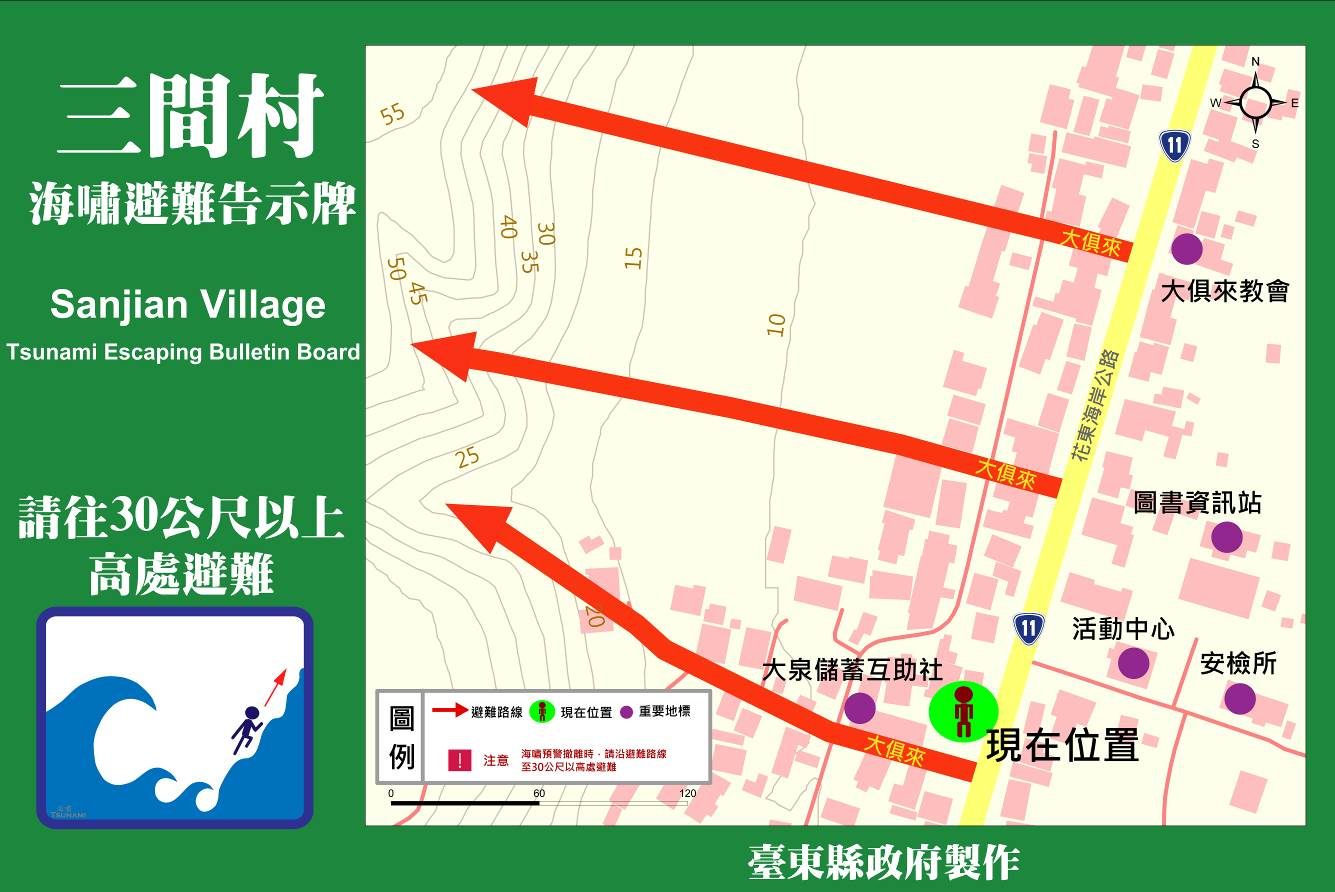 三間村
海嘯避難告示牌
Sanjian Village
Tsunami Escaping Bulletin Board
請往30公尺以上
高處避難
海嘯
TSUNAMI
55
40
30
35
15
50
45
10
25
20
N
W
E
S
11
大俱來
大俱來教會
花東海岸公路
大俱來
圖書資訊站
11
活動中心
安檢所
大泉儲蓄互助社
現在位置
大俱來
圖例
避難路線
現在位置
重要地標
!
注意
海嘯預警撤離時，請沿避難路線
至30公尺以高處避難
0
60
120
臺東縣政府製作